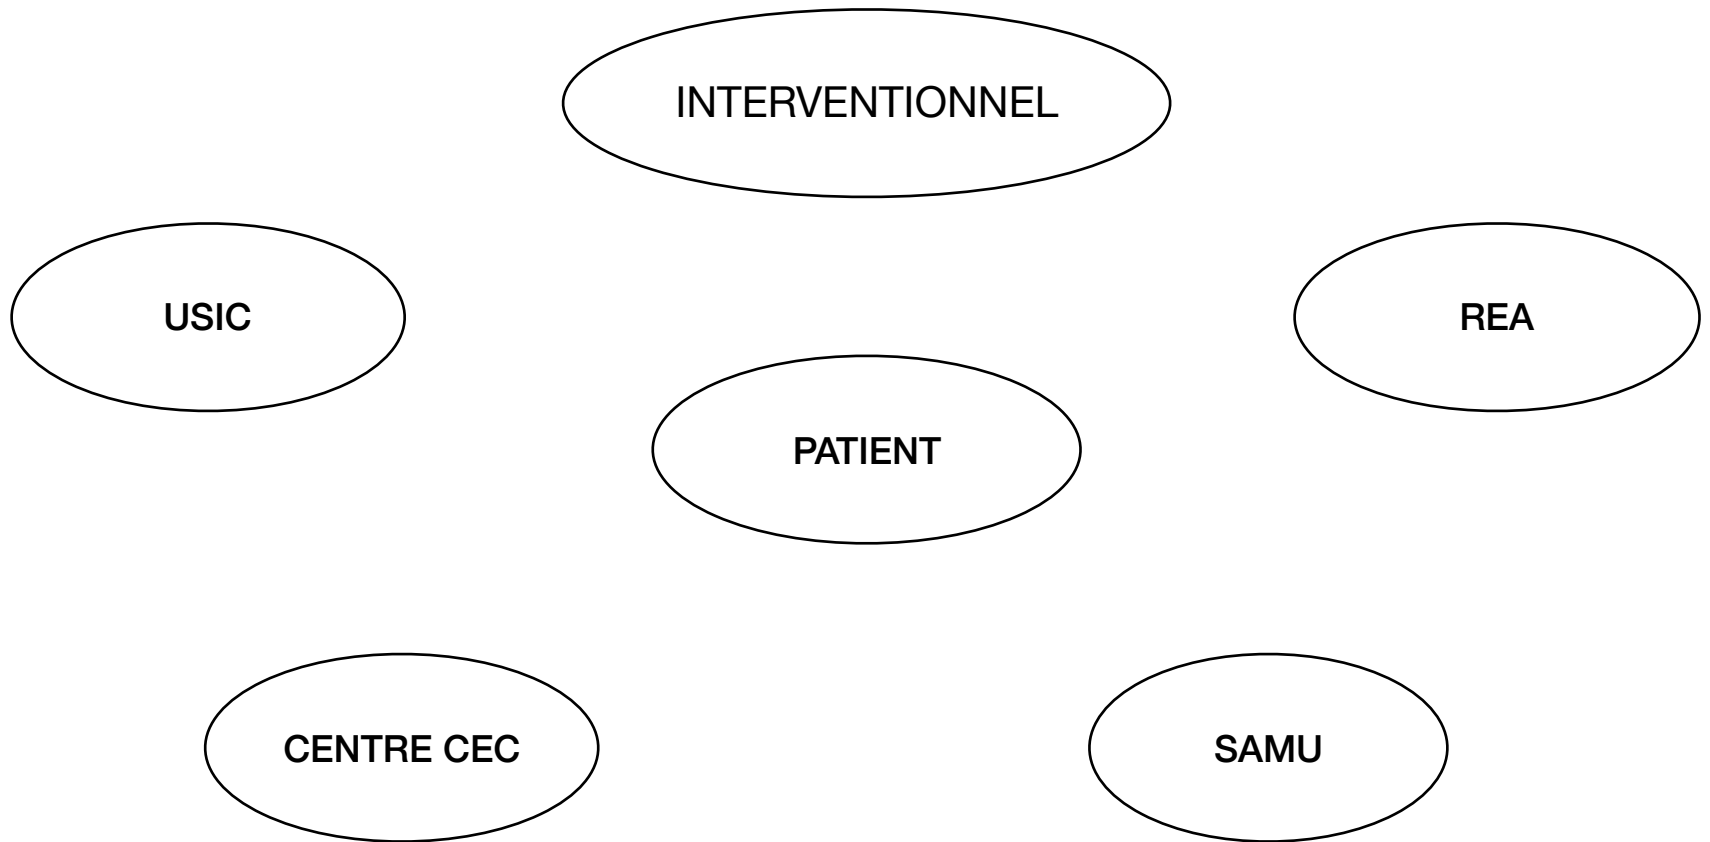 INTERVENTIONNEL
USIC
REA
PATIENT
CENTRE CEC
SAMU